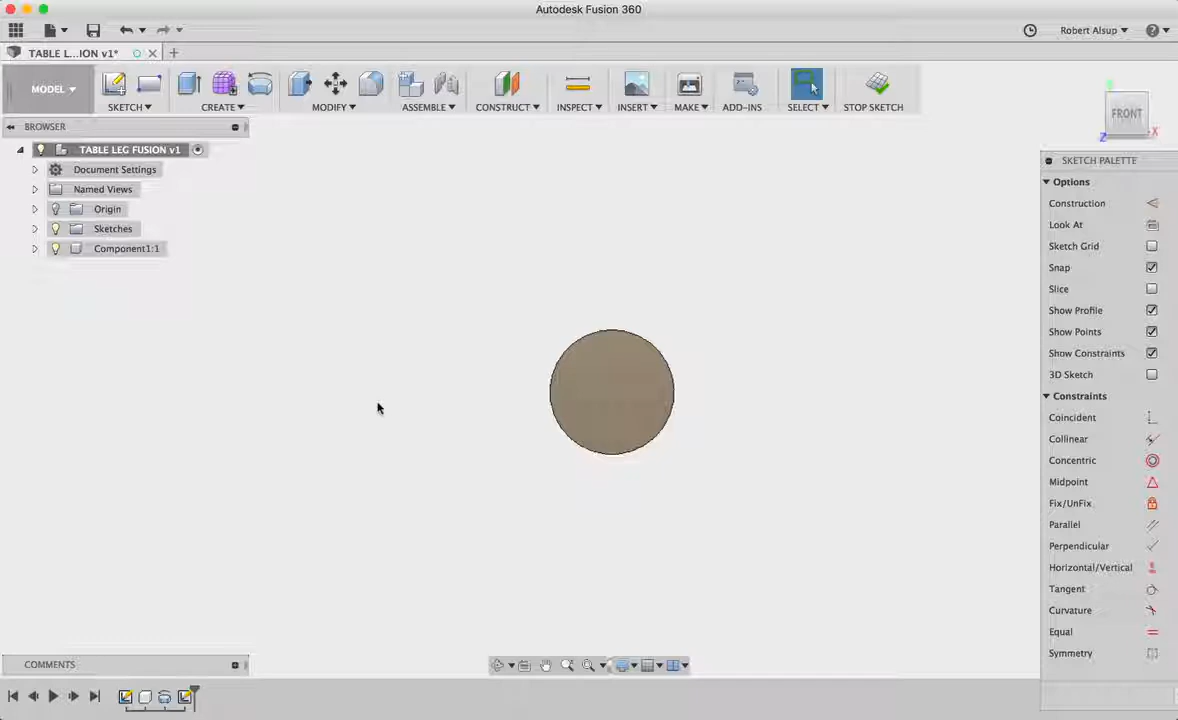 Autodesk Fusion 360
Robert Alsup
TABLE L...ION v1*
MODEL
SKETCH
CREATE
MODIFY
ASSEMBLE
CONSTRUCT
INSPECT
INSERT
MAKE
ADD-INS
SELECT
STOP SKETCH
FRONT
Z
X
BROWSER
TABLE LEG FUSION v1
Document Settings
Named Views
Origin
Sketches
Component1:1
SKETCH PALETTE
Options
Construction
Look At
Sketch Grid
Snap
Slice
Show Profile
Show Points
Show Constraints
3D Sketch
Constraints
Coincident
Collinear
Concentric
Midpoint
Fix/UnFix
Parallel
Perpendicular
Horizontal/Vertical
Tangent
Curvature
Equal
Symmetry
COMMENTS